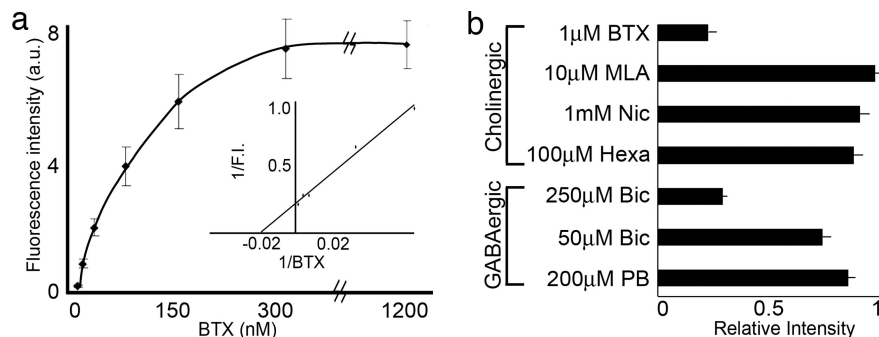 a
Fluorescence intensity (a.u.)
8
4
0
0 150 300 1200
BTX (nM)
1/F.I.
1.0
0.5
-0.02 0.02
1/BTX
b
Cholinergic
1μM BTX
10μM MLA
1mM Nic
100μM Hexa
GABAergic
250μM Bic
50μM Bic
200μM PB
0 0.5 1
Relative Intensity